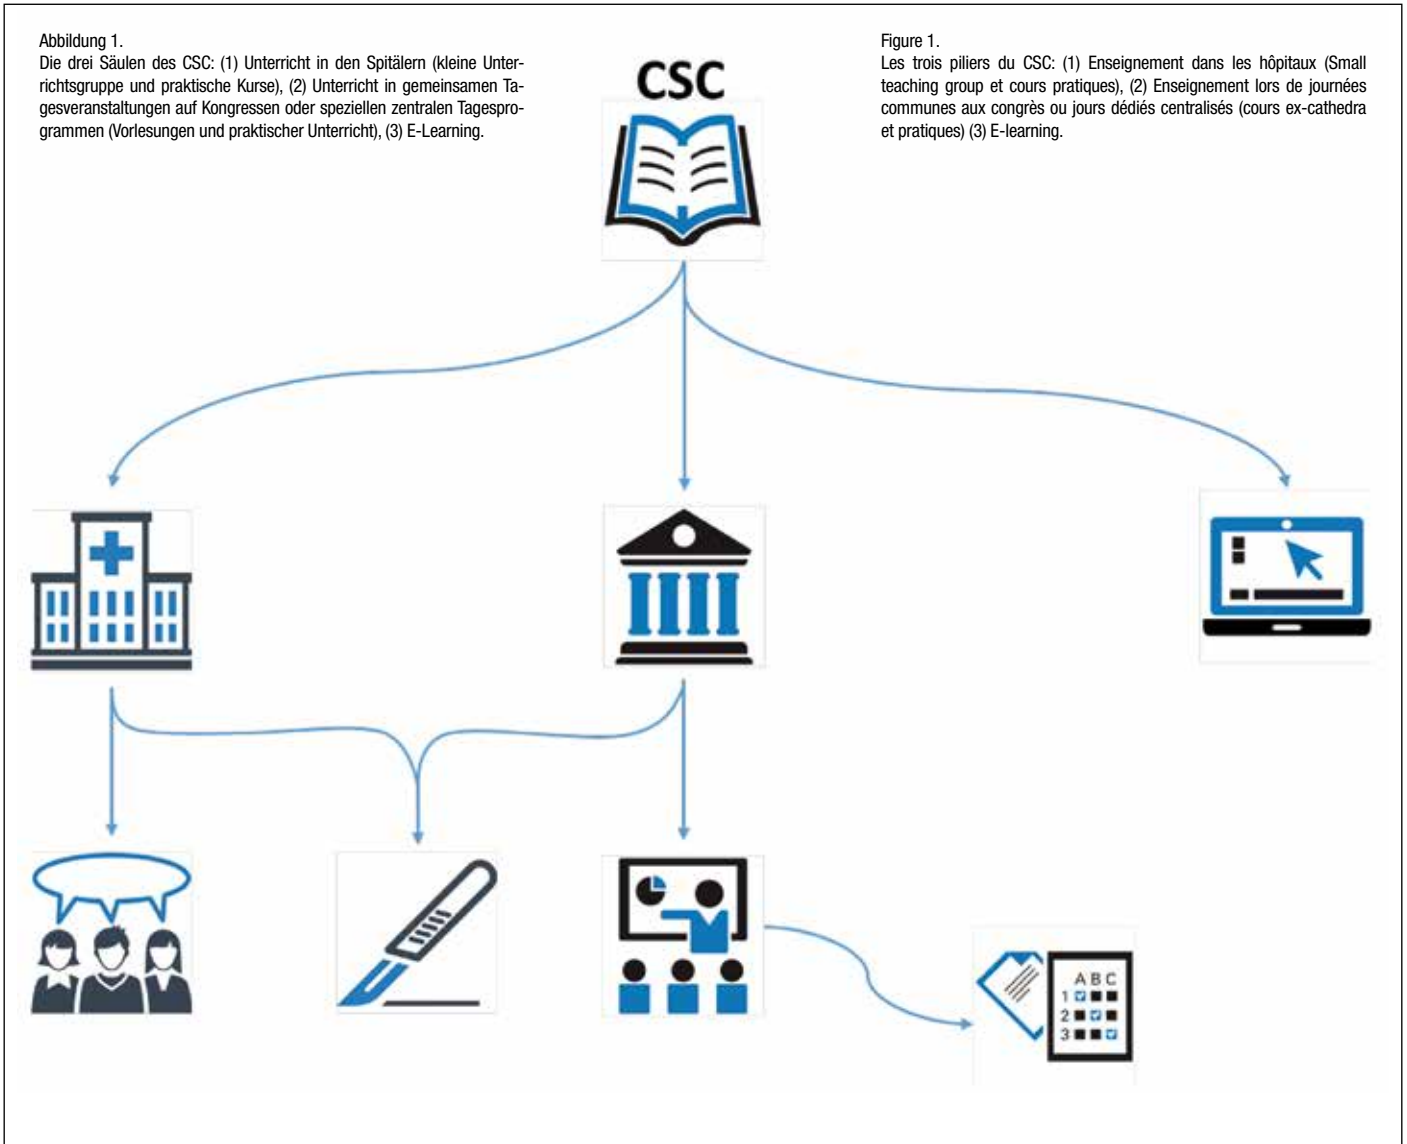 Abbildung 1.
Die drei Säulen des CSC: (1) Unterricht in den Spitälern (kleine Unter-
richtsgruppe und praktische Kurse), (2) Unterricht in gemeinsamen Ta-
gesveranstaltungen auf Kongressen oder speziellen zentralen Tagespro-
grammen (Vorlesungen und praktischer Unterricht), (3) E-Learning.
Figure 1.
Les trois piliers du CSC: (1) Enseignement dans les hôpitaux (Small
teaching group et cours pratiques), (2) Enseignement lors de journées
communes aux congrès ou jours dédiés centralisés (cours ex-cathedra
et pratiques) (3) E-learning.
CSC
A B C
1
2
3